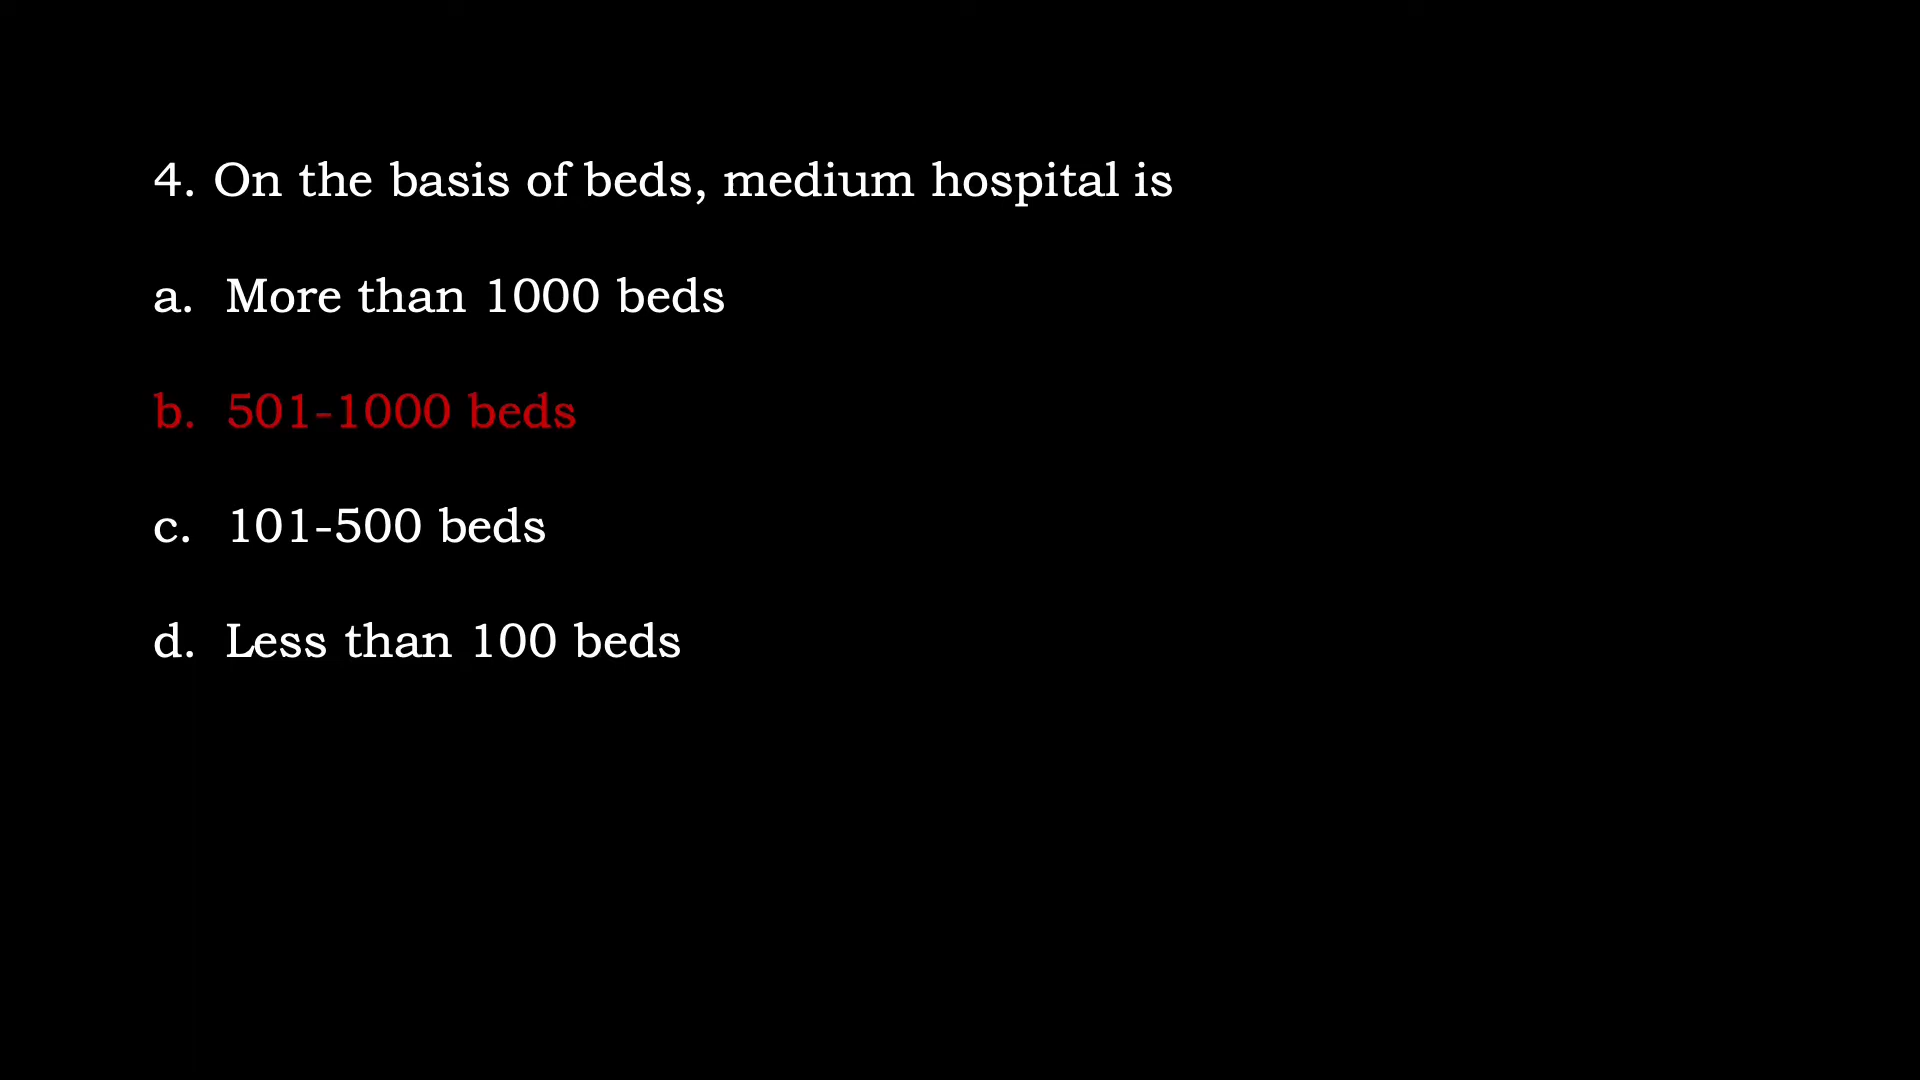 4. On the basis of beds, medium hospital is
a. More than 1000 beds
b. 501-1000 beds
c. 101-500 beds
d. Less than 100 beds